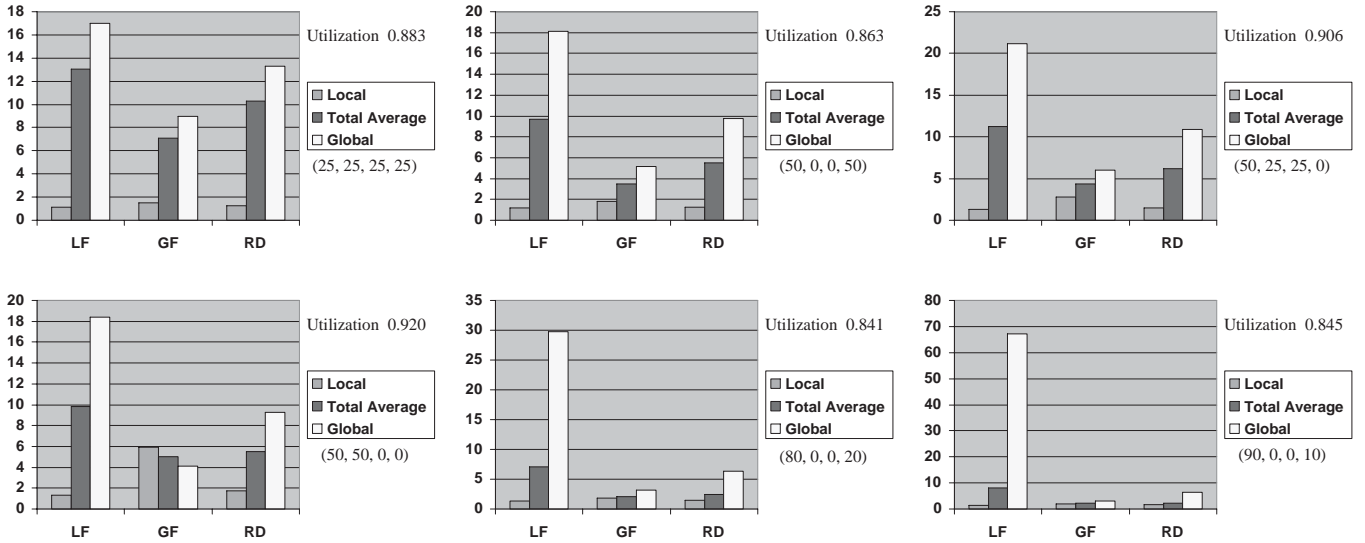 18
16
14
12
10
8
6
4
2
0
LF GF RD
Utilization 0.883
Local
Total Average
Global
(25, 25, 25, 25)
20
18
16
14
12
10
8
6
4
2
0
LF GF RD
Utilization 0.863
Local
Total Average
Global
(50, 0, 0, 50)
25
20
15
10
5
0
LF GF RD
Utilization 0.906
Local
Total Average
Global
(50, 25, 25, 0)
20
18
16
14
12
10
8
6
4
2
0
LF GF RD
Utilization 0.920
Local
Total Average
Global
(50, 50, 0, 0)
35
30
25
20
15
10
5
0
LF GF RD
Utilization 0.841
Local
Total Average
Global
(80, 0, 0, 20)
80
70
60
50
40
30
20
10
0
LF GF RD
Utilization 0.845
Local
Total Average
Global
(90, 0, 0, 10)